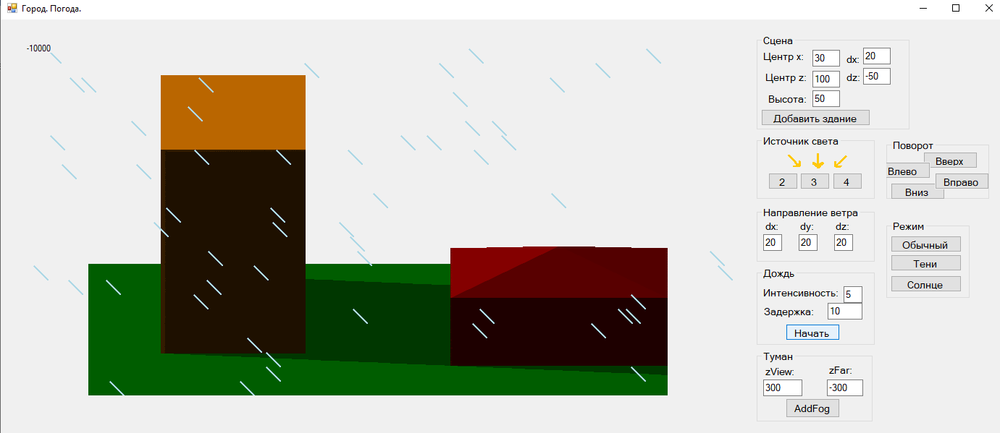 Город. Погода.
-10000
Сцена
Центр x: 30 dx: 20
Центр z: 100 dz: -50
Высота: 50
Добавить здание
Источник света
2 3 4
Поворот
Вверх
Влево
Вправо
Вниз
Направление ветра
dx: dy: dz:
20 20 20
Режим
Обычный
Тени
Солнце
Дождь
Интенсивность: 5
Задержка: 10
Начать
Туман
zView: zFar:
300 -300
AddFog